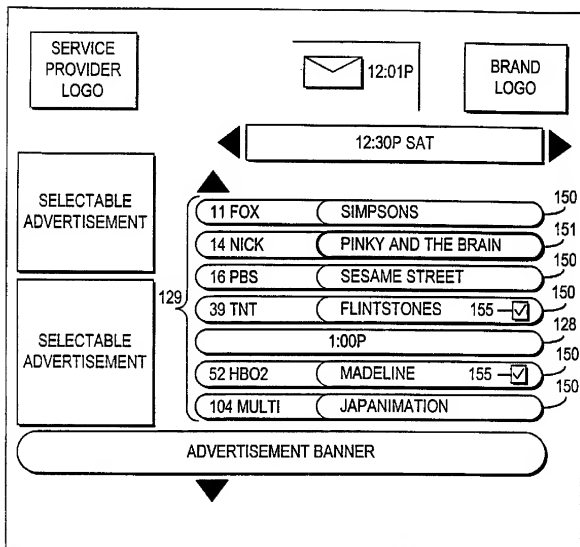 SERVICE
PROVIDER
LOGO
12:01P
BRAND
LOGO
12:30P SAT
SELECTABLE
ADVERTISEMENT
SELECTABLE
ADVERTISEMENT
129
11 FOX SIMPSONS 150
14 NICK PINKY AND THE BRAIN 151
16 PBS SESAME STREET 150
39 TNT FLINTSTONES 155 150
1:00P 128
52 HBO2 MADELINE 155 150
104 MULTI JAPANIMATION 150
ADVERTISEMENT BANNER